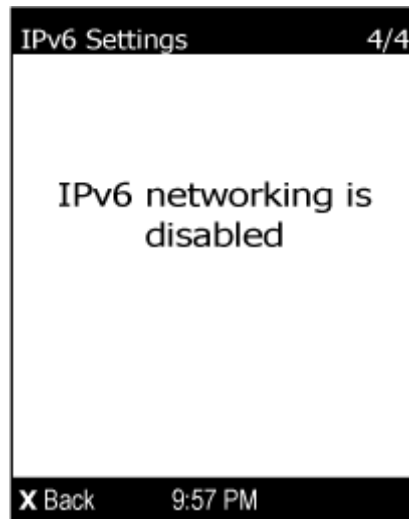 IPv6 Settings 4/4
IPv6 networking is
disabled
X Back 9:57 PM